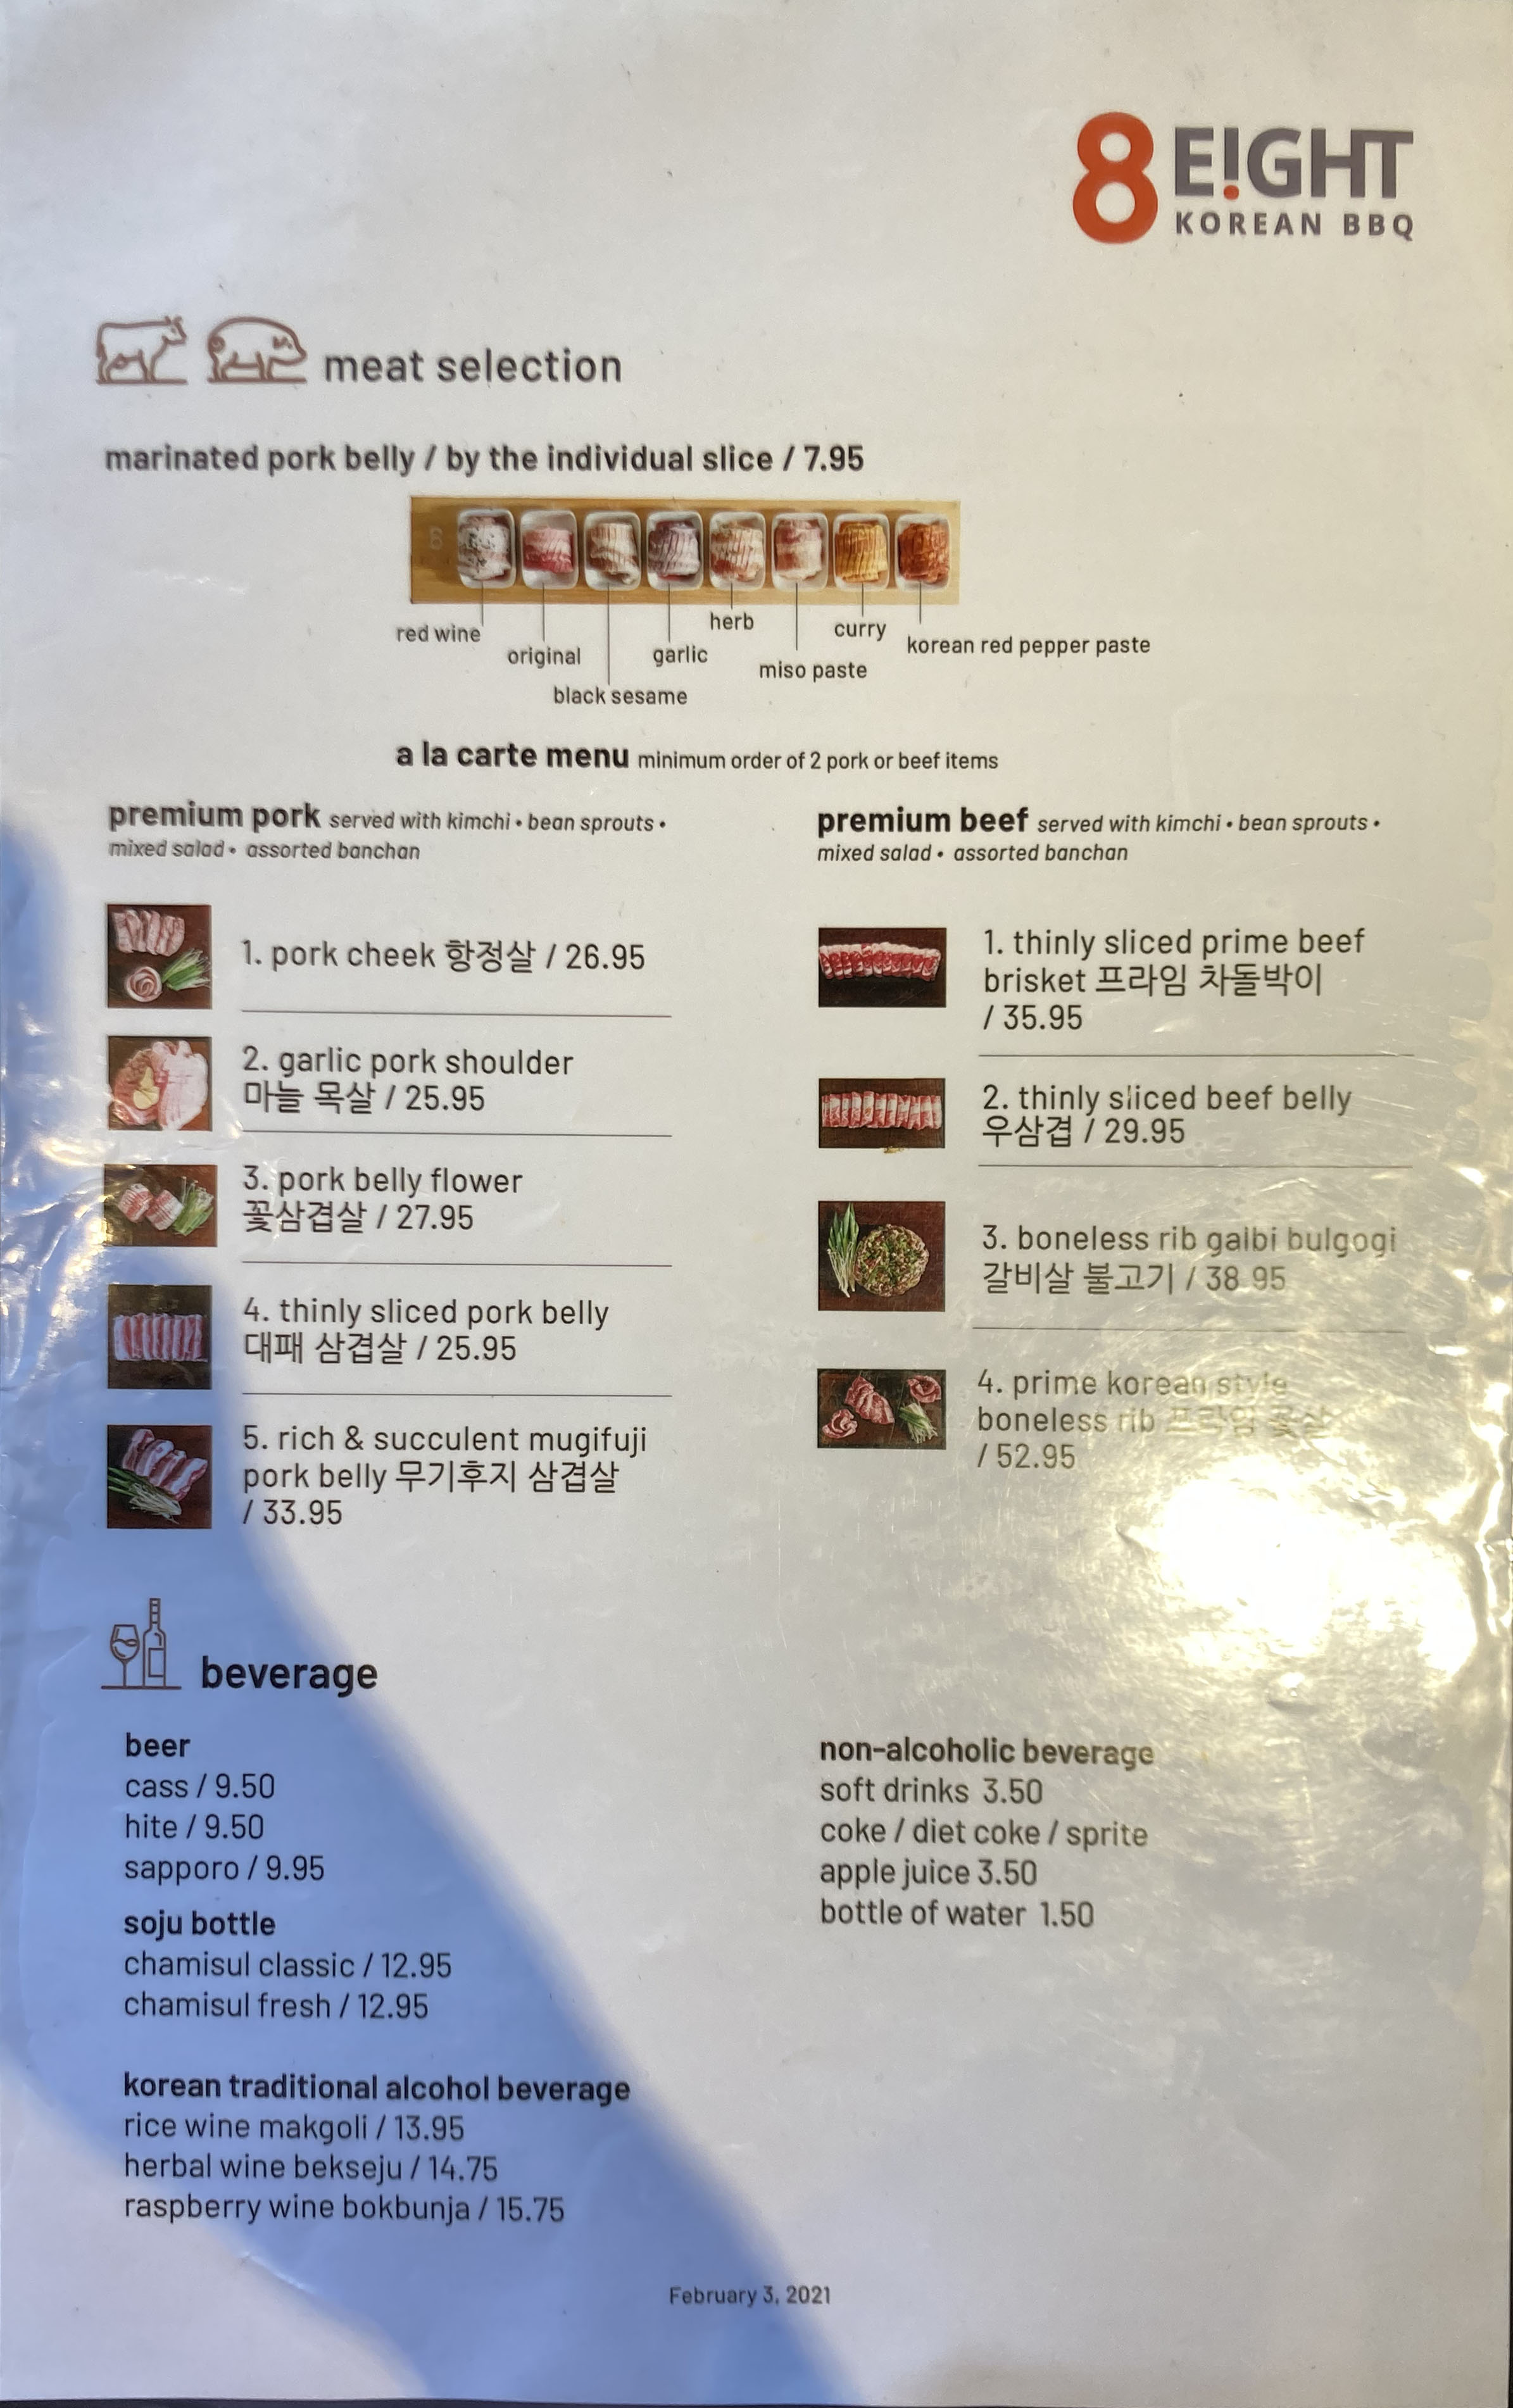 8 E!GHT
KOREAN BBQ
meat selection
marinated pork belly / by the individual slice / 7.95
8
red wine
original
black sesame
garlic
herb
miso paste
curry
korean red pepper paste
a la carte menu minimum order of 2 pork or beef items
premium pork served with kimchi • bean sprouts •
mixed salad • assorted banchan
1. pork cheek 항정살 / 26.95
2. garlic pork shoulder
마늘 목살 / 25.95
3. pork belly flower
꽃삼겹살 / 27.95
4. thinly sliced pork belly
대패 삼겹살 / 25.95
5. rich & succulent mugifuji
pork belly 무기후지 삼겹살
/ 33.95
premium beef served with kimchi • bean sprouts •
mixed salad • assorted banchan
1. thinly sliced prime beef
brisket 프라임 차돌박이
/ 35.95
2. thinly sliced beef belly
우삼겹 / 29.95
3. boneless rib galbi bulgogi
갈비살 불고기 / 38.95
4. prime korean style
boneless rib 프라임 꽃살
/ 52.95
beverage
beer
cass / 9.50
hite / 9.50
sapporo / 9.95
soju bottle
chamisul classic / 12.95
chamisul fresh / 12.95
korean traditional alcohol beverage
rice wine makgoli / 13.95
herbal wine bekseju / 14.75
raspberry wine bokbunja / 15.75
non-alcoholic beverage
soft drinks 3.50
coke / diet coke / sprite
apple juice 3.50
bottle of water 1.50
February 3, 2021